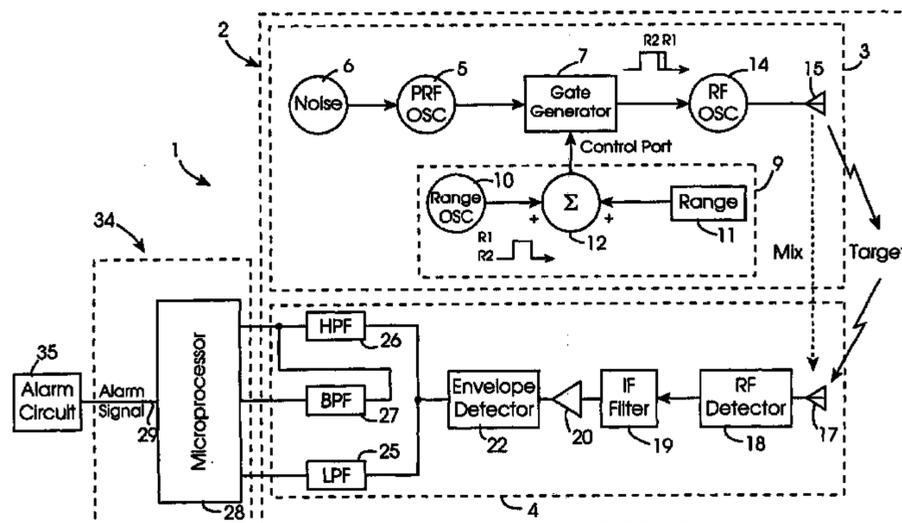 2
3
6
5
7
R2 R1
14
15
Noise
PRF
OSC
Gate
Generator
RF
OSC
Control Port
1
10
9
Range
OSC
Σ
Range
+
+
12
11
R1
R2
34
Mix
Target
HPF
26
35
Alarm
Circuit
Alarm
Signal
29
Microprocessor
28
BPF
27
25
LPF
Envelope
Detector
22
20
IF
Filter
19
RF
Detector
18
17
4